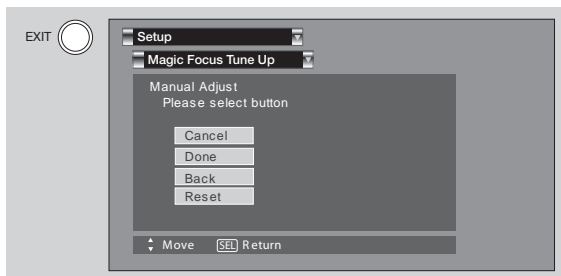 EXIT
Setup
Magic Focus Tune Up
Manual Adjust
Please select button
Cancel
Done
Back
Reset
Move SEL Return